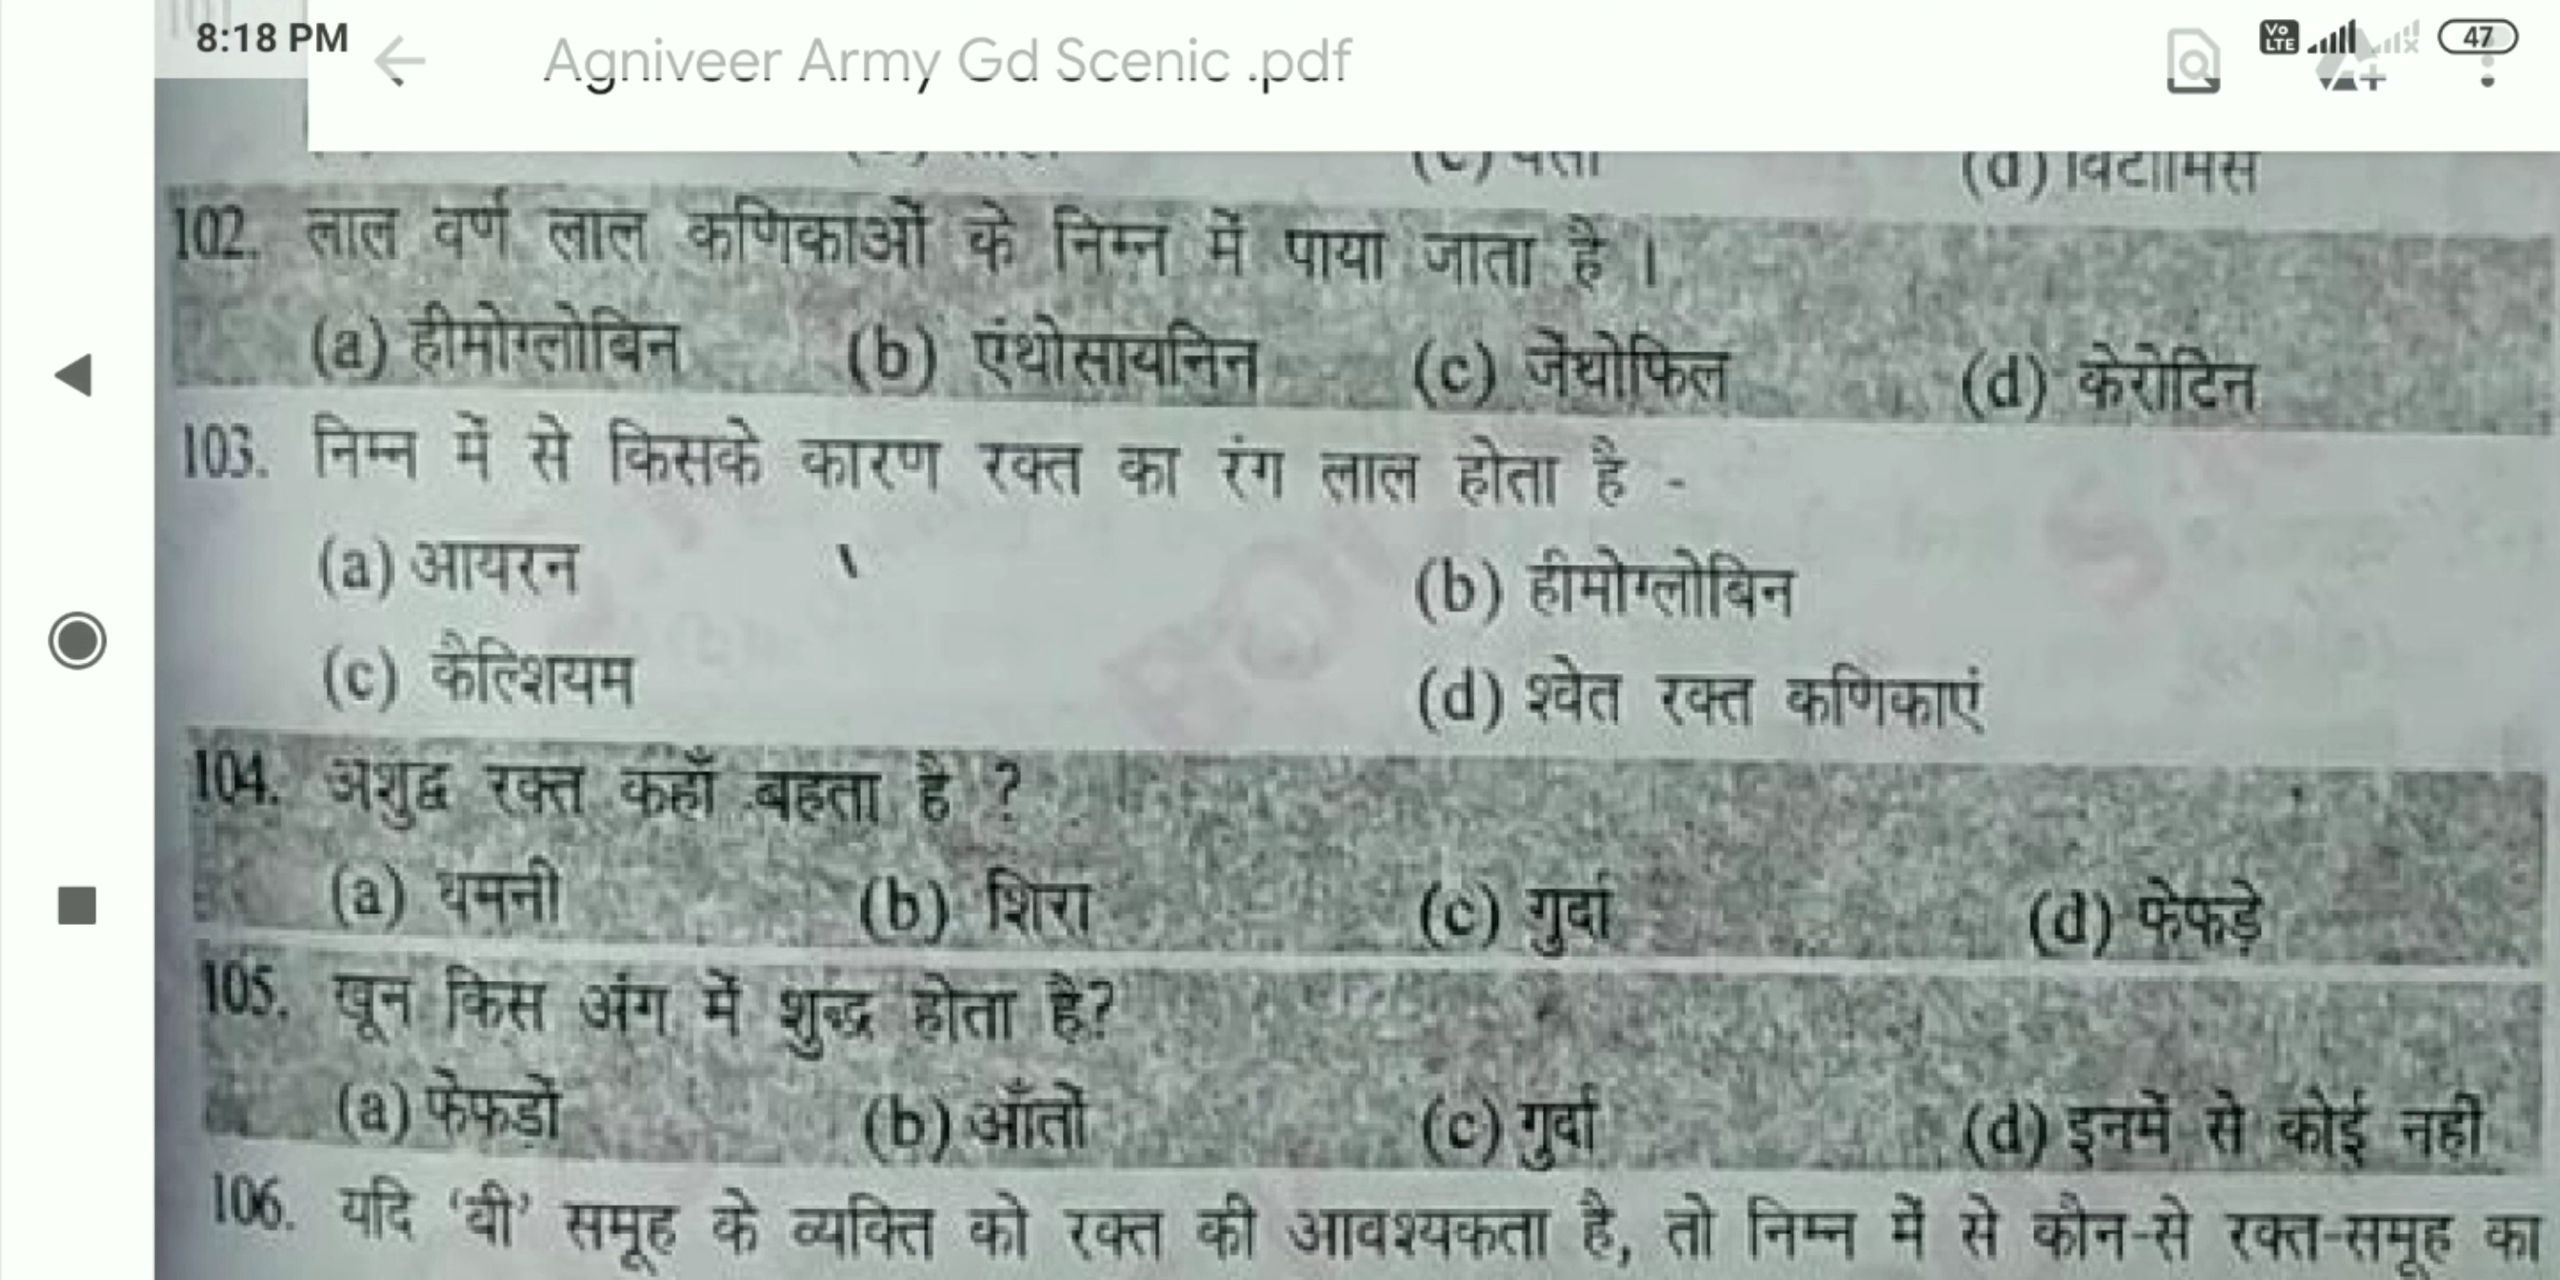 8:18 PM
Agniveer Army Gd Scenic .pdf
Vo LTE
47
102. लाल वर्ण लाल कणिकाओं के निम्न में पाया जाता है ।
(a) हीमोग्लोबिन (b) एंथोसायनिन (c) जेंथोफिल (d) केरोटिन
103. निम्न में से किसके कारण रक्त का रंग लाल होता है -
(a) आयरन (b) हीमोग्लोबिन
(c) कैल्शियम (d) श्वेत रक्त कणिकाएं
104. अशुद्ध रक्त कहाँ बहता है ?
(a) धमनी (b) शिरा (c) गुर्दा (d) फेफड़े
105. खून किस अंग में शुद्ध होता है?
(a) फेफड़ों (b) आँतों (c) गुर्दा (d) इनमें से कोई नहीं
106. यदि ‘बी’ समूह के व्यक्ति को रक्त की आवश्यकता है, तो निम्न में से कौन-से रक्त-समूह का